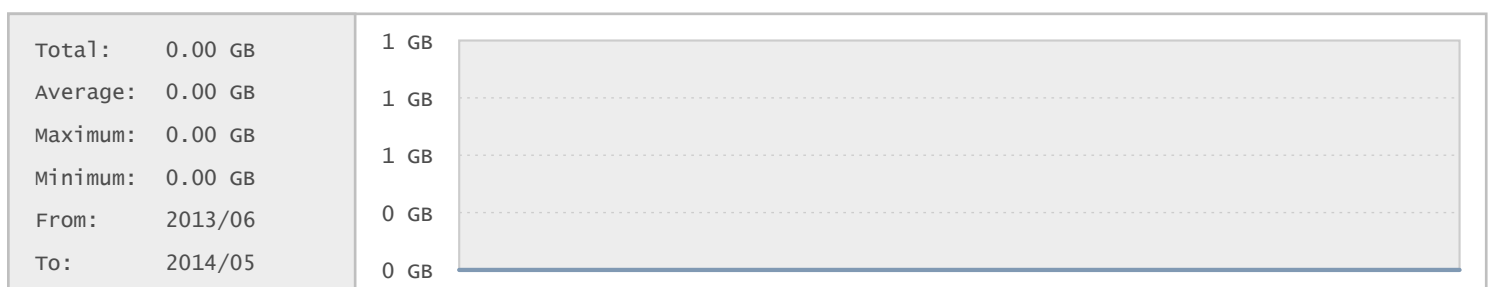 Total: 0.00 GB
Average: 0.00 GB
Maximum: 0.00 GB
Minimum: 0.00 GB
From: 2013/06
To: 2014/05
1 GB
1 GB
1 GB
0 GB
0 GB